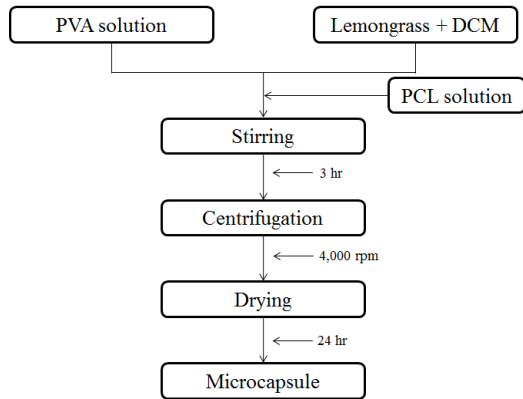 PVA solution
Lemongrass + DCM
PCL solution
Stirring
3 hr
Centrifugation
4,000 rpm
Drying
24 hr
Microcapsule